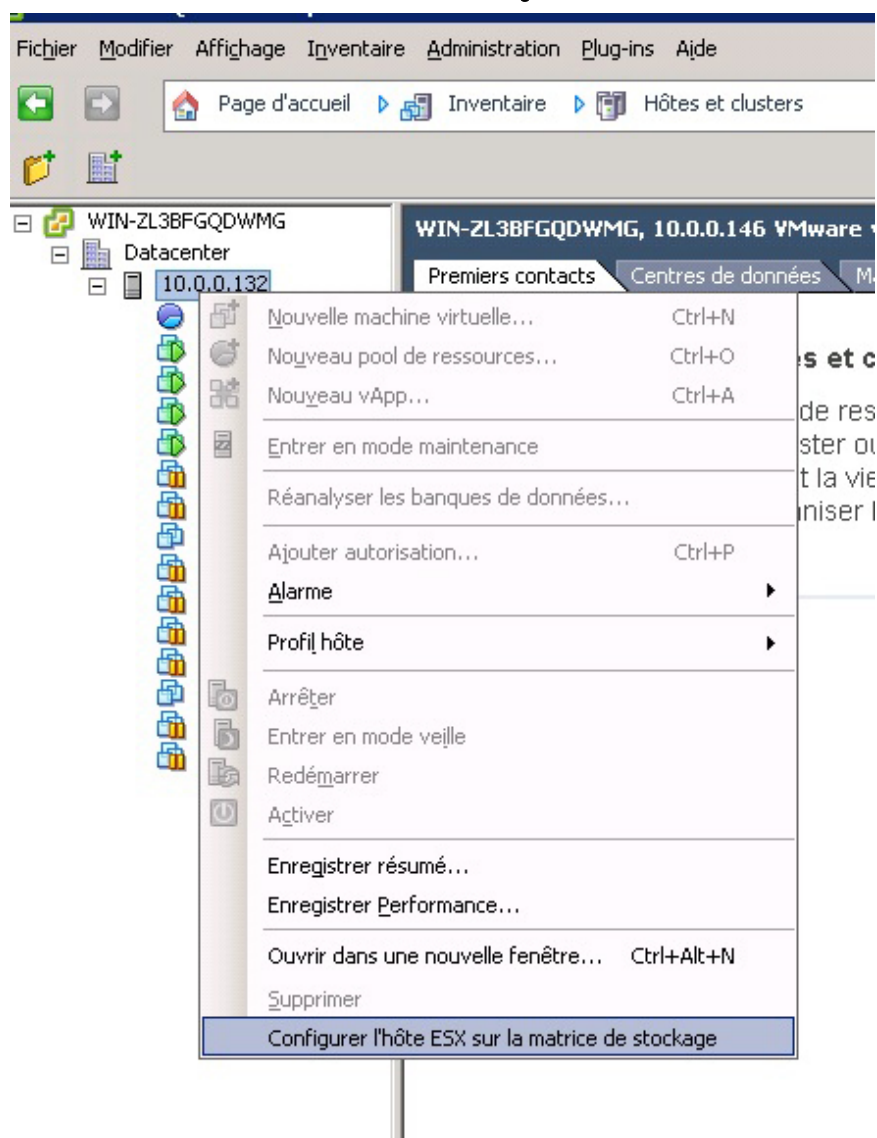 Fichier Modifier Affichage Inventaire Administration Plug-ins Aide
Page d'accueil Inventaire Hôtes et clusters
WIN-ZL3BFGQDWMG
Datacenter
10.0.0.132
WIN-ZL3BFGQDWMG, 10.0.0.146 VMware
Premiers contacts Centres de données
Nouvelle machine virtuelle... Ctrl+N
Nouveau pool de ressources... Ctrl+O
Nouveau vApp... Ctrl+A
Entrer en mode maintenance
Réanalyser les banques de données...
Ajouter autorisation... Ctrl+P
Alarme
Profil hôte
Arrêter
Entrer en mode veille
Redémarrer
Activer
Enregistrer résumé...
Enregistrer Performance...
Ouvrir dans une nouvelle fenêtre... Ctrl+Alt+N
Supprimer
Configurer l'hôte ESX sur la matrice de stockage